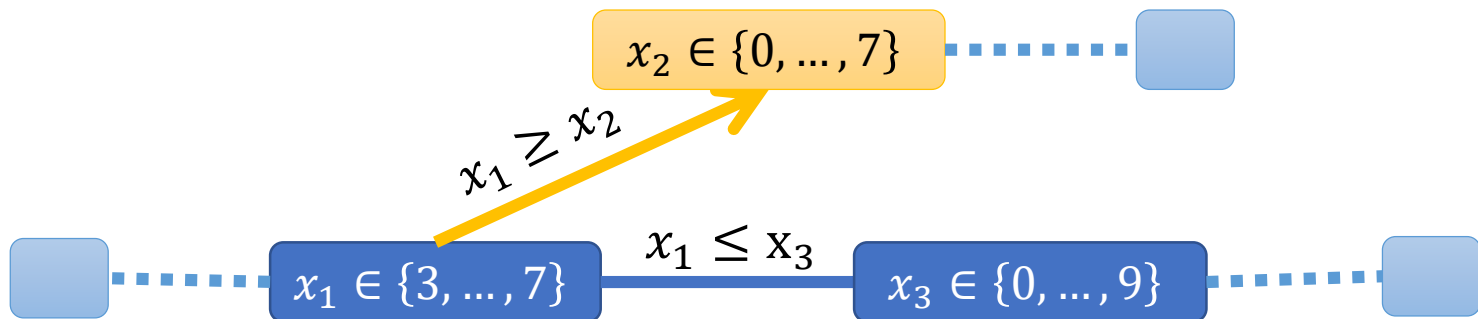 x₂ ∈ {0, … , 7}
x₁ ≥ x₂
x₁ ≤ x₃
x₁ ∈ {3, … , 7}
x₃ ∈ {0, … , 9}